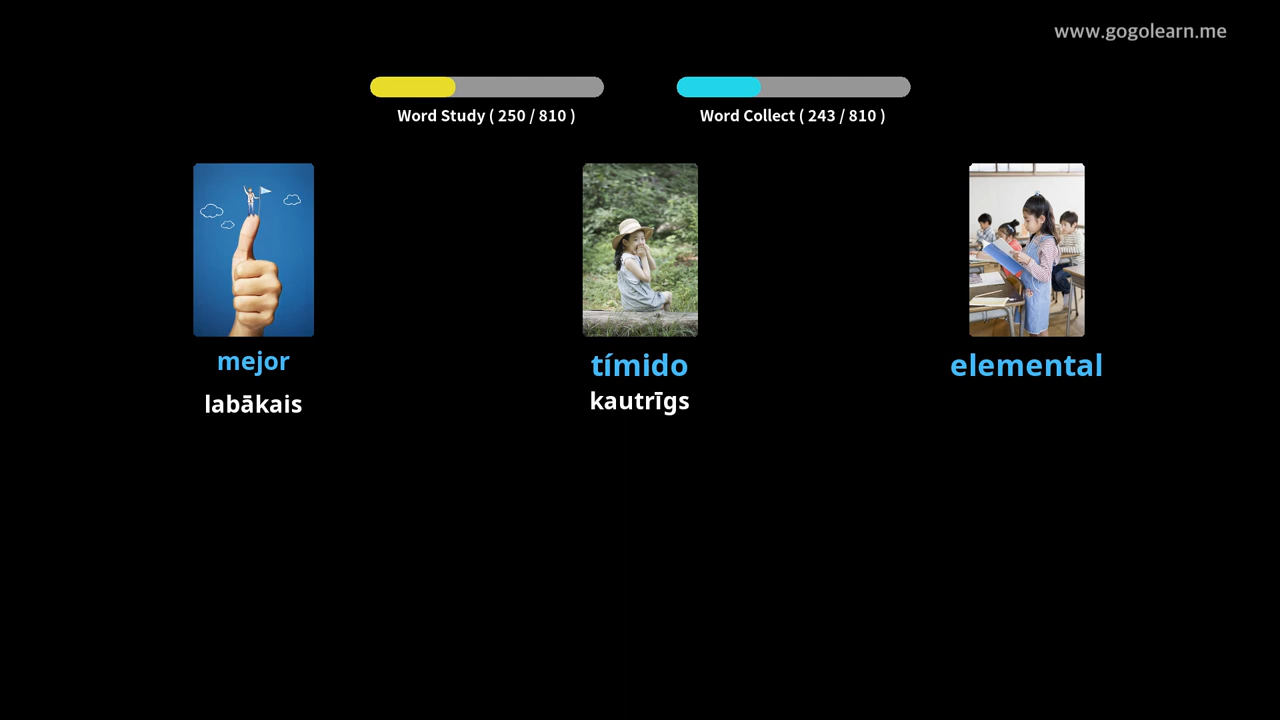 www.gogolearn.me
Word Study ( 250 / 810 )
Word Collect ( 243 / 810 )
mejor
labākais
tímido
kautrīgs
elemental